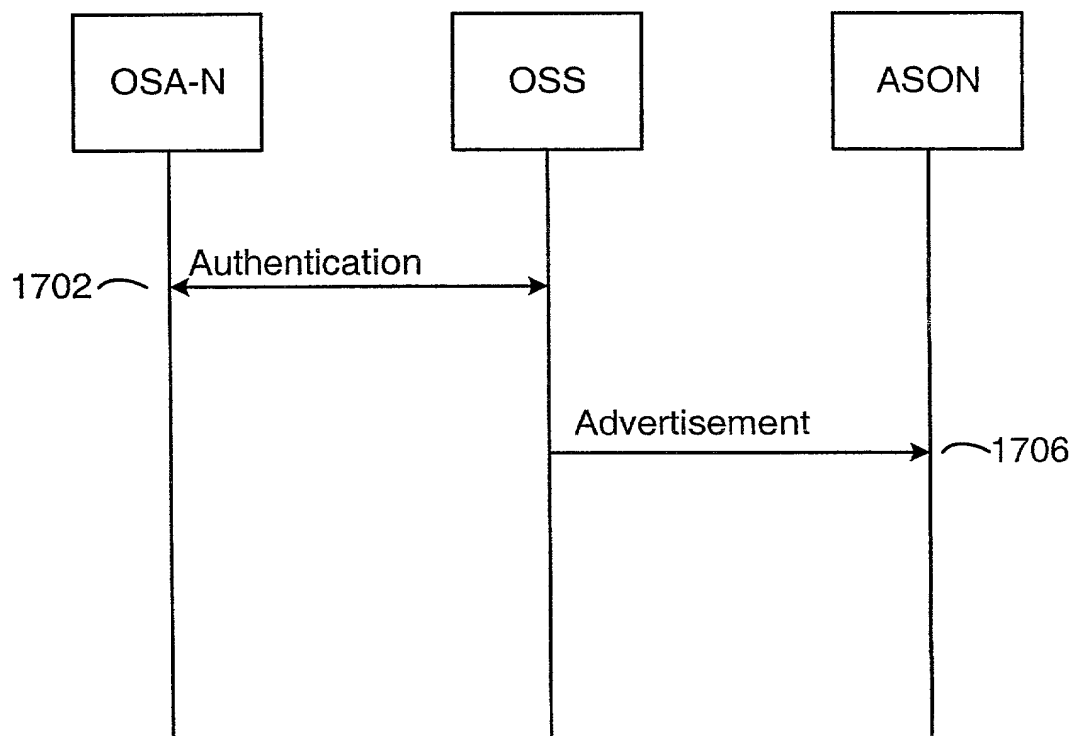 OSA-N
OSS
ASON
Authentication
1702
Advertisement
1706